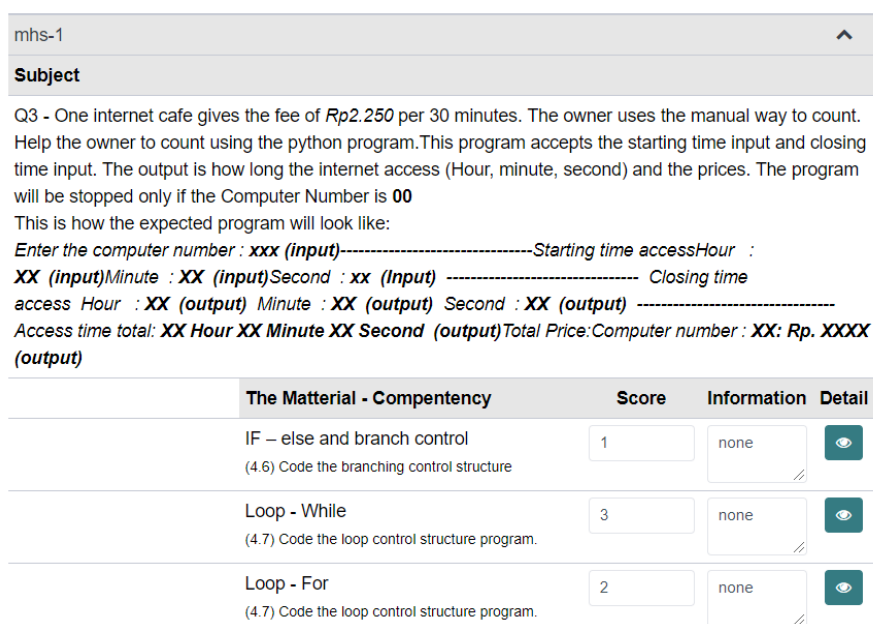 mhs-1
Subject
Q3 - One internet cafe gives the fee of Rp2.250 per 30 minutes. The owner uses the manual way to count.
Help the owner to count using the python program.This program accepts the starting time input and closing
time input. The output is how long the internet access (Hour, minute, second) and the prices. The program
will be stopped only if the Computer Number is 00
This is how the expected program will look like:
Enter the computer number : xxx (input)--------------------------------Starting time accessHour :
XX (input)Minute : XX (input)Second : xx (Input) -------------------------------- Closing time
access Hour : XX (output) Minute : XX (output) Second : XX (output) ---------------------------------
Access time total: XX Hour XX Minute XX Second (output)Total Price:Computer number : XX: Rp. XXXX
(output)
The Matterial - Compentency Score Information Detail
IF – else and branch control 1 none
(4.6) Code the branching control structure
Loop - While 3 none
(4.7) Code the loop control structure program.
Loop - For 2 none
(4.7) Code the loop control structure program.